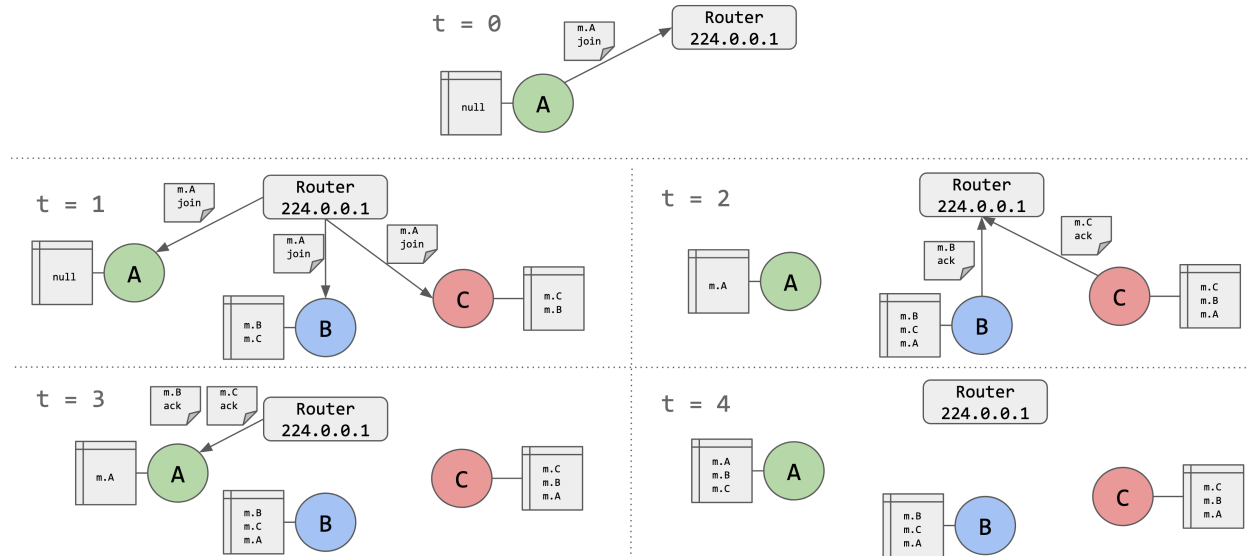 t = 0
m.A
join
Router
224.0.0.1
null
A
t = 1
m.A
join
Router
224.0.0.1
m.A
join
m.A
join
null
A
m.B
m.C
B
C
m.C
m.B
t = 2
Router
224.0.0.1
m.B
ack
m.C
ack
m.A
A
m.B
m.C
m.A
B
C
m.C
m.B
m.A
t = 3
m.B
ack
m.C
ack
Router
224.0.0.1
m.A
A
m.B
m.C
m.A
B
C
m.C
m.B
m.A
t = 4
Router
224.0.0.1
m.A
m.B
m.C
A
m.B
m.C
m.A
B
C
m.C
m.B
m.A